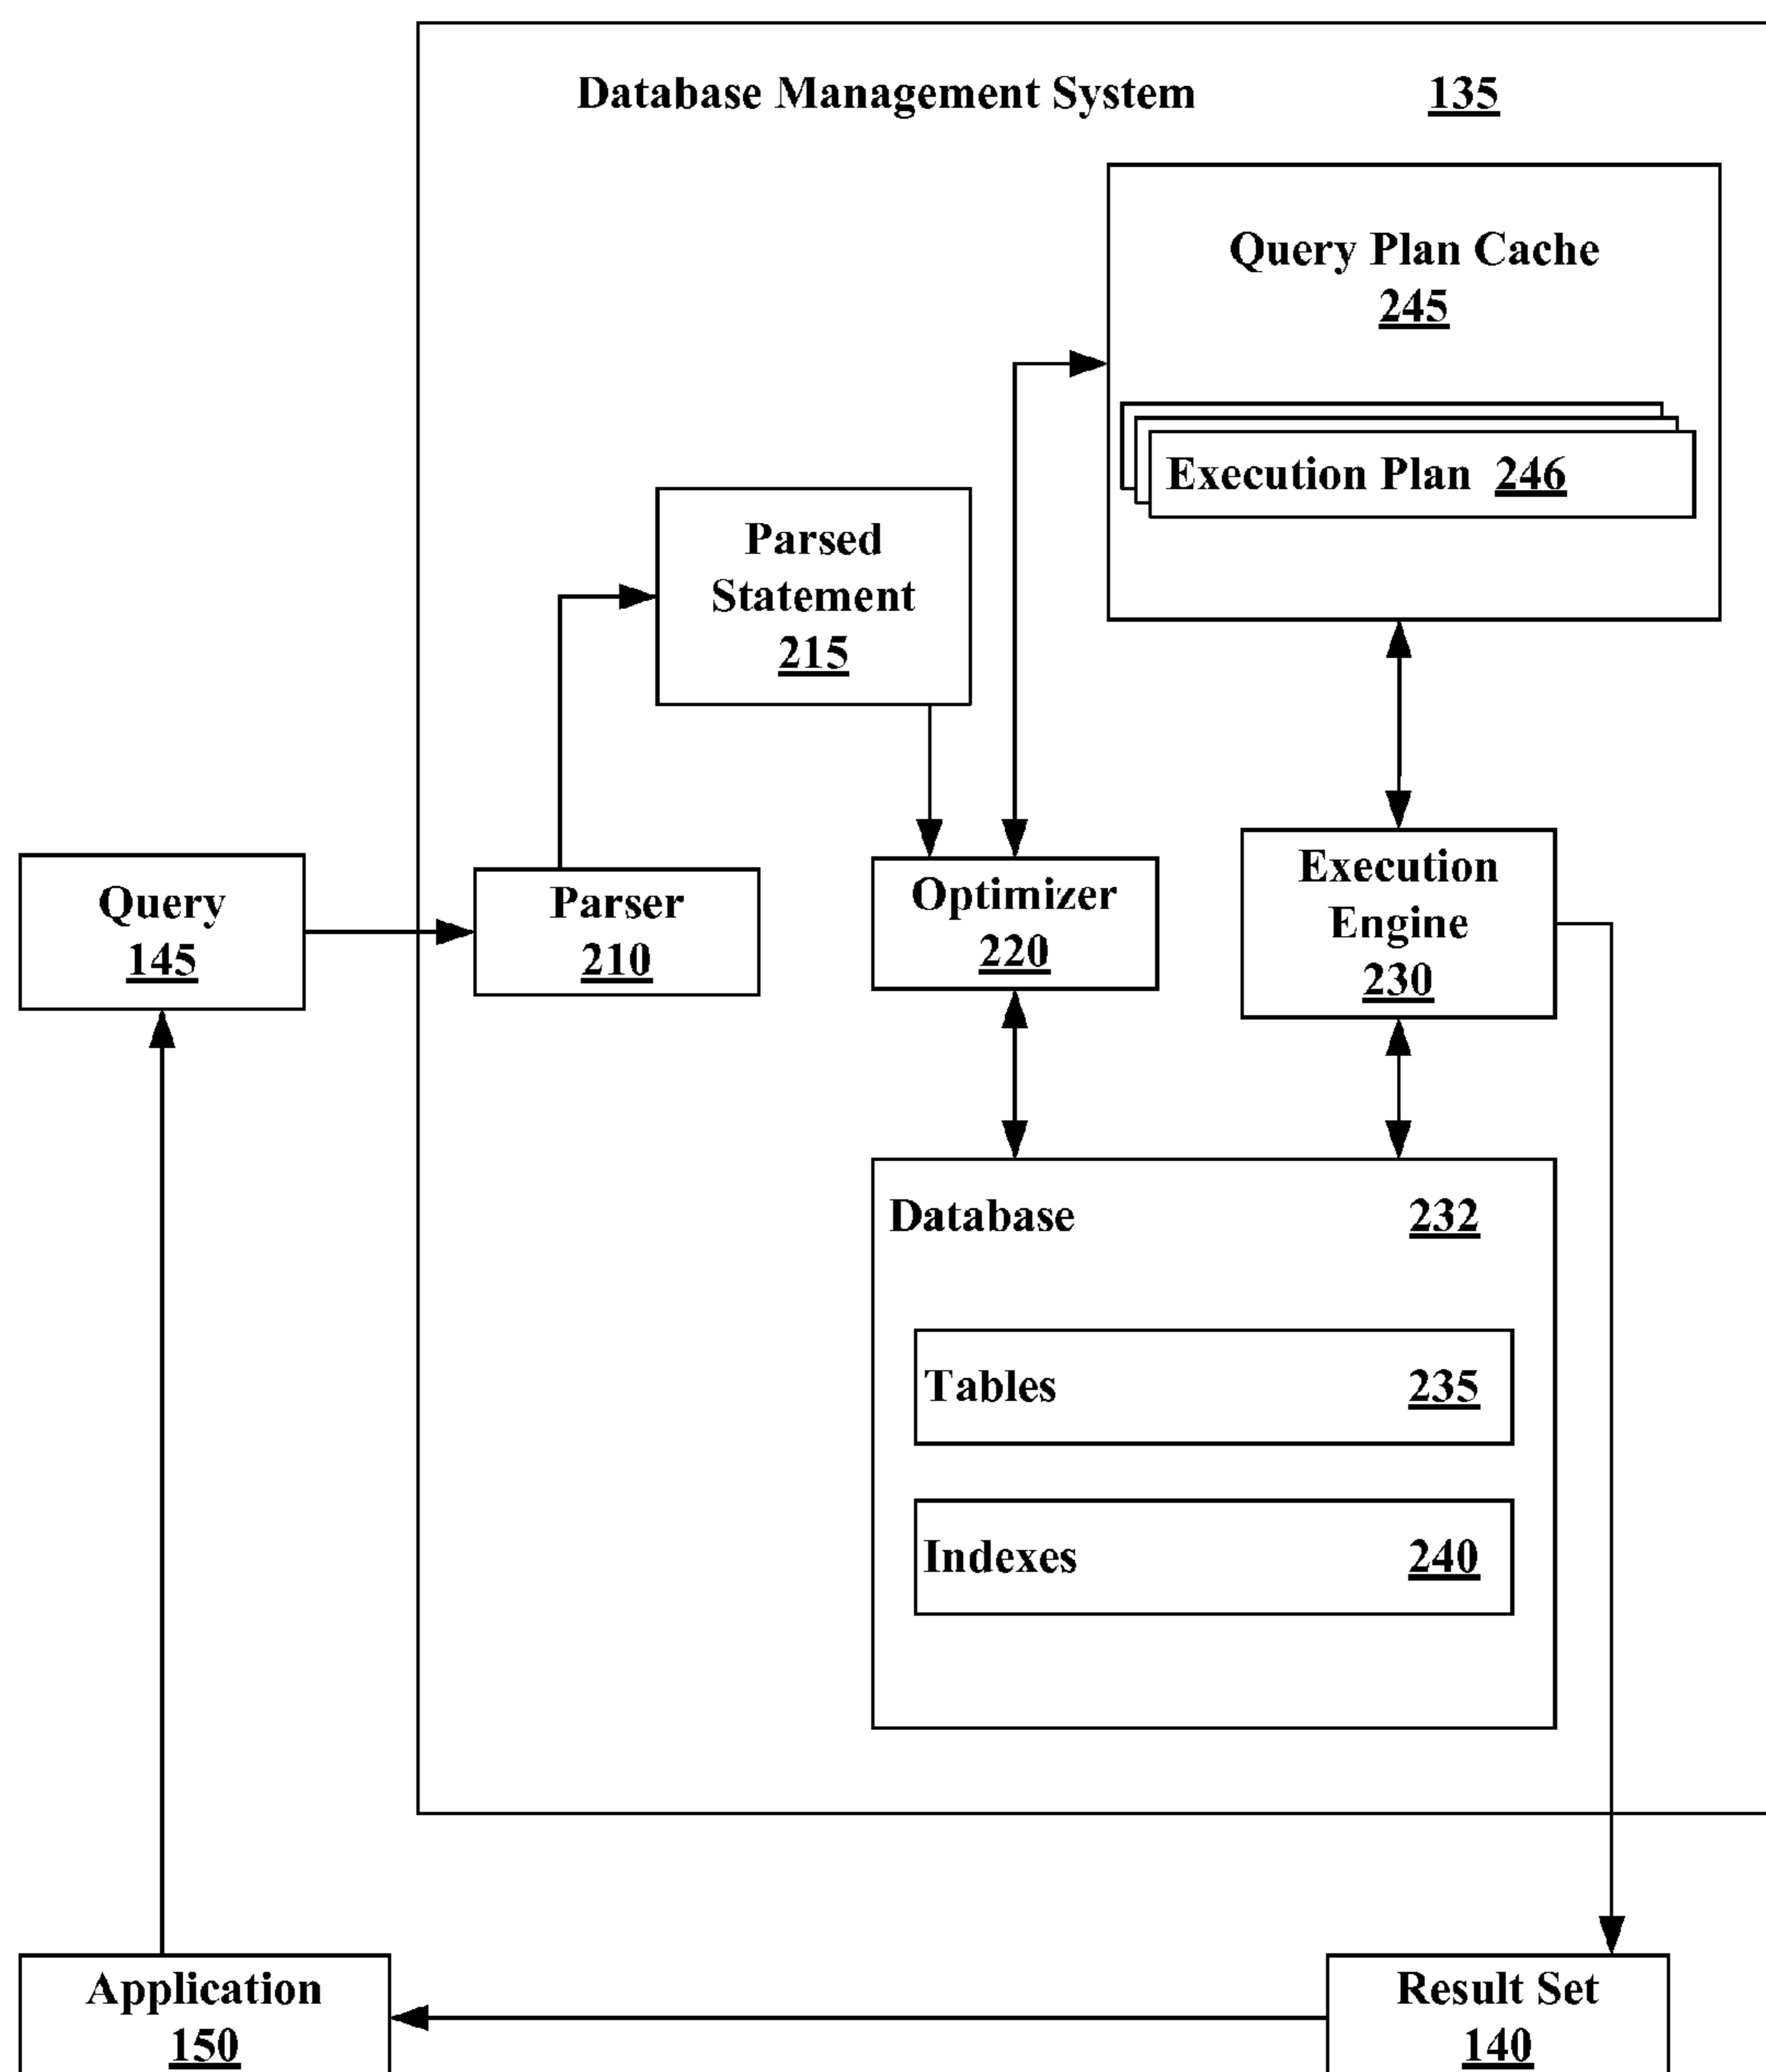 Database Management System 135
Query Plan Cache
245
Execution Plan 246
Parsed
Statement
215
Query
145
Parser
210
Optimizer
220
Execution
Engine
230
Database 232
Tables 235
Indexes 240
Application
150
Result Set
140